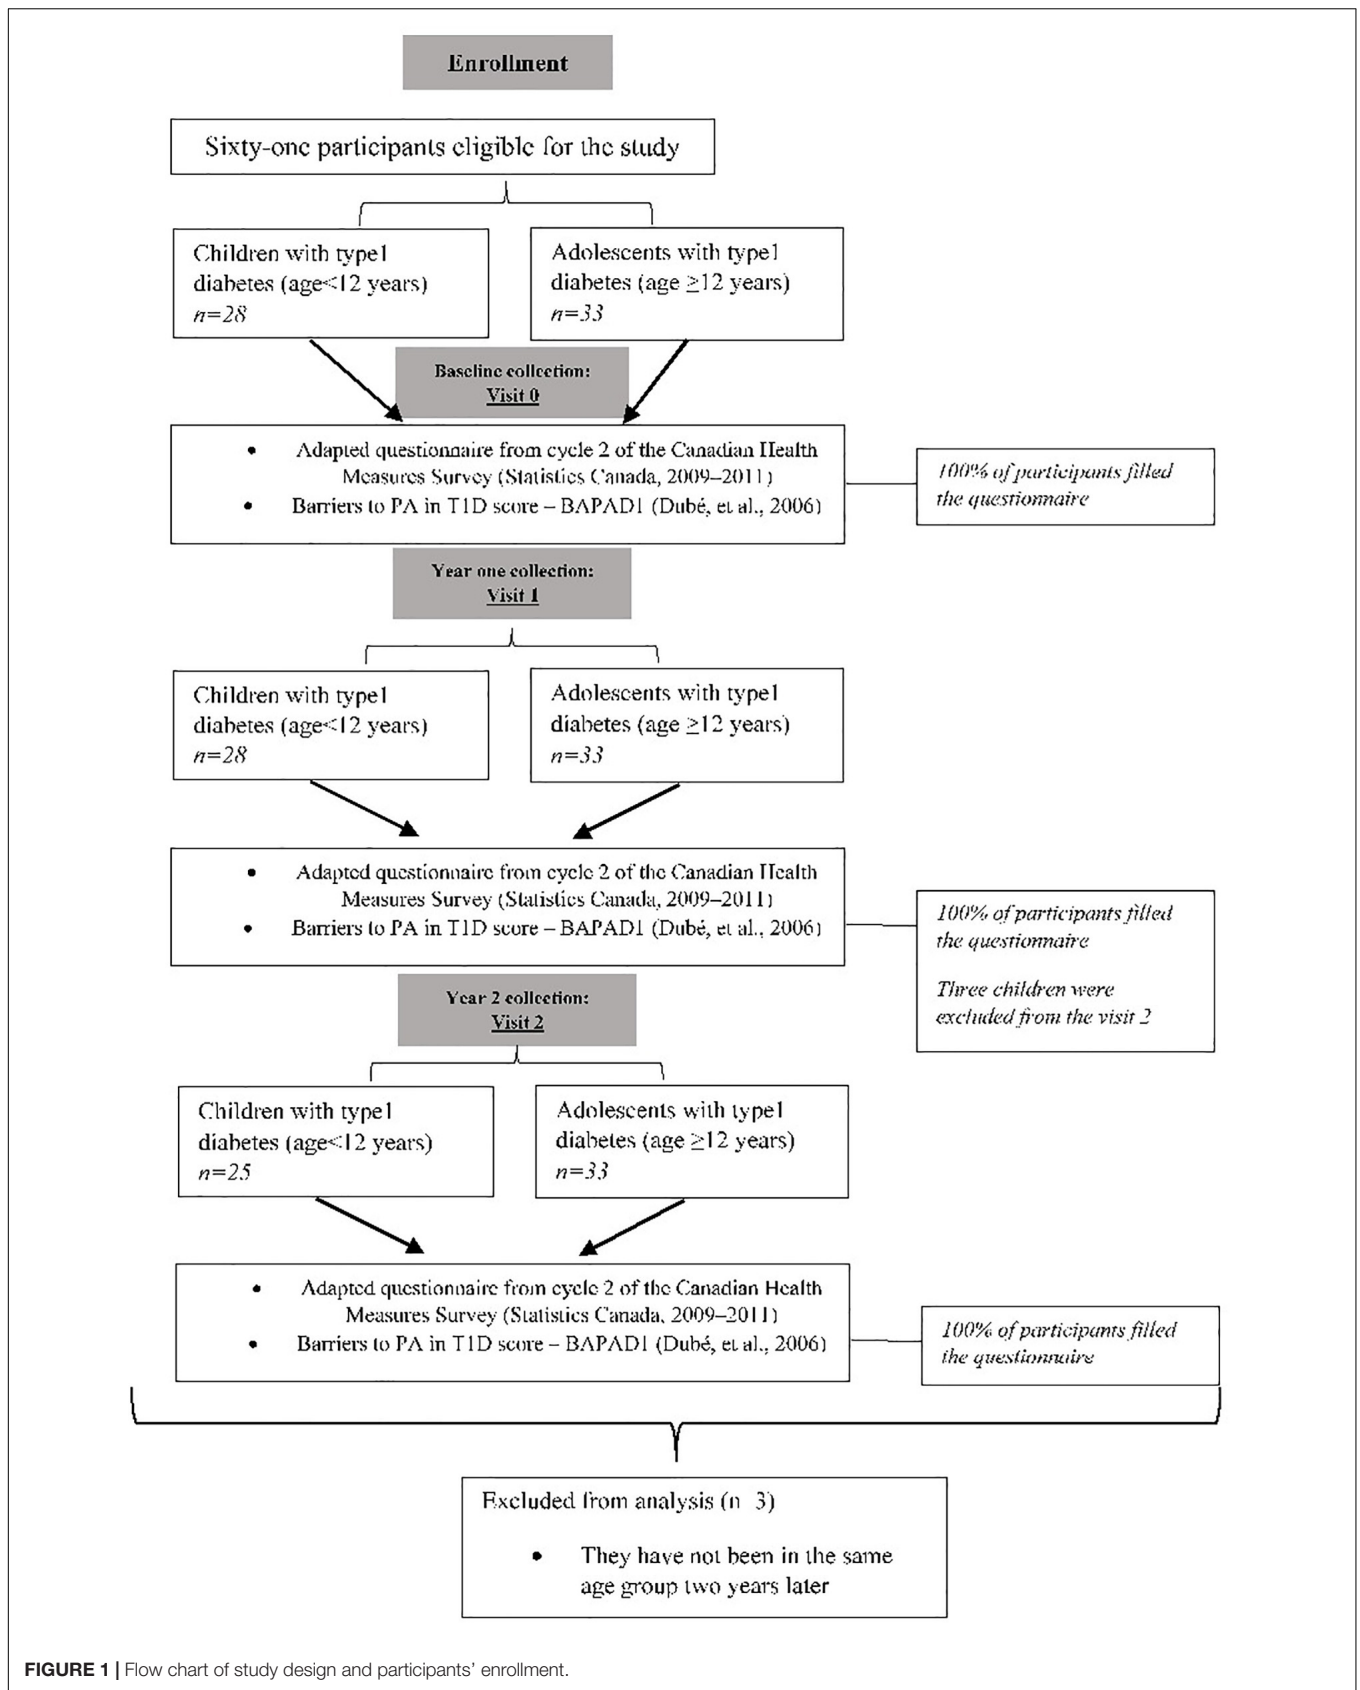 Enrollment
Sixty-one participants eligible for the study
Children with type1
diabetes (age<12 years)
n=28
Adolescents with type1
diabetes (age ≥12 years)
n=33
Baseline collection:
Visit 0
• Adapted questionnaire from cycle 2 of the Canadian Health
Measures Survey (Statistics Canada, 2009–2011)
• Barriers to PA in T1D score – BAPAD1 (Dubé, et al., 2006)
100% of participants filled
the questionnaire
Year one collection:
Visit 1
Children with type1
diabetes (age<12 years)
n=28
Adolescents with type1
diabetes (age ≥12 years)
n=33
• Adapted questionnaire from cycle 2 of the Canadian Health
Measures Survey (Statistics Canada, 2009–2011)
• Barriers to PA in T1D score – BAPAD1 (Dubé, et al., 2006)
100% of participants filled
the questionnaire
Three children were
excluded from the visit 2
Year 2 collection:
Visit 2
Children with type1
diabetes (age<12 years)
n=25
Adolescents with type1
diabetes (age ≥12 years)
n=33
• Adapted questionnaire from cycle 2 of the Canadian Health
Measures Survey (Statistics Canada, 2009–2011)
• Barriers to PA in T1D score – BAPAD1 (Dubé, et al., 2006)
100% of participants filled
the questionnaire
Excluded from analysis (n 3)
• They have not been in the same
age group two years later
FIGURE 1 | Flow chart of study design and participants' enrollment.